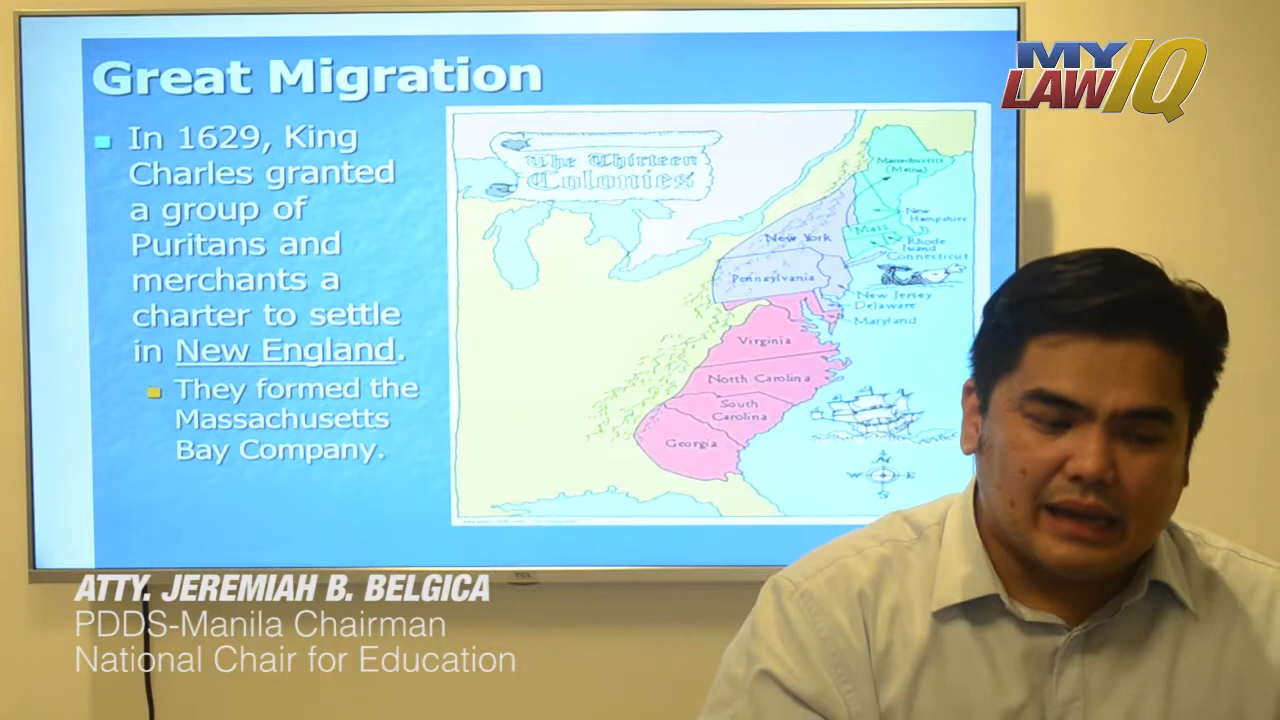 Great Migration
In 1629, King
Charles granted
a group of
Puritans and
merchants a
charter to settle
in New England.
They formed the
Massachusetts
Bay Company.
The Thirteen
Colonies
Massachusetts
(Maine)
New
Hampshire
Mass.
Rhode
Island
Connecticut
New York
Pennsylvania
New Jersey
Delaware
Maryland
Virginia
North Carolina
South
Carolina
Georgia
N
W E
S
MY
LAW IQ
TCL
ATTY. JEREMIAH B. BELGICA
PDDS-Manila Chairman
National Chair for Education